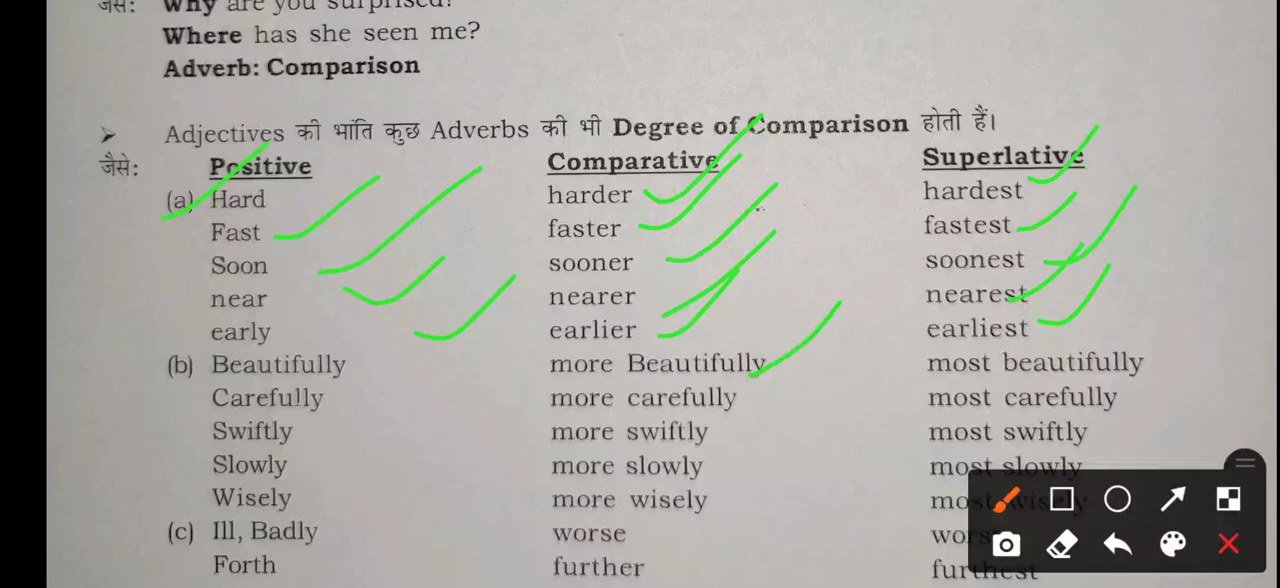 जैसे: Why are you surprised?
Where has she seen me?
Adverb: Comparison
➤ Adjectives की भांति कुछ Adverbs की भी Degree of Comparison होती हैं।
जैसे: Positive Comparative Superlative
(a) Hard harder hardest
Fast faster fastest
Soon sooner soonest
near nearer nearest
early earlier earliest
(b) Beautifully more Beautifully most beautifully
Carefully more carefully most carefully
Swiftly more swiftly most swiftly
Slowly more slowly most slowly
Wisely more wisely most wisely
(c) Ill, Badly worse
Forth further furthest